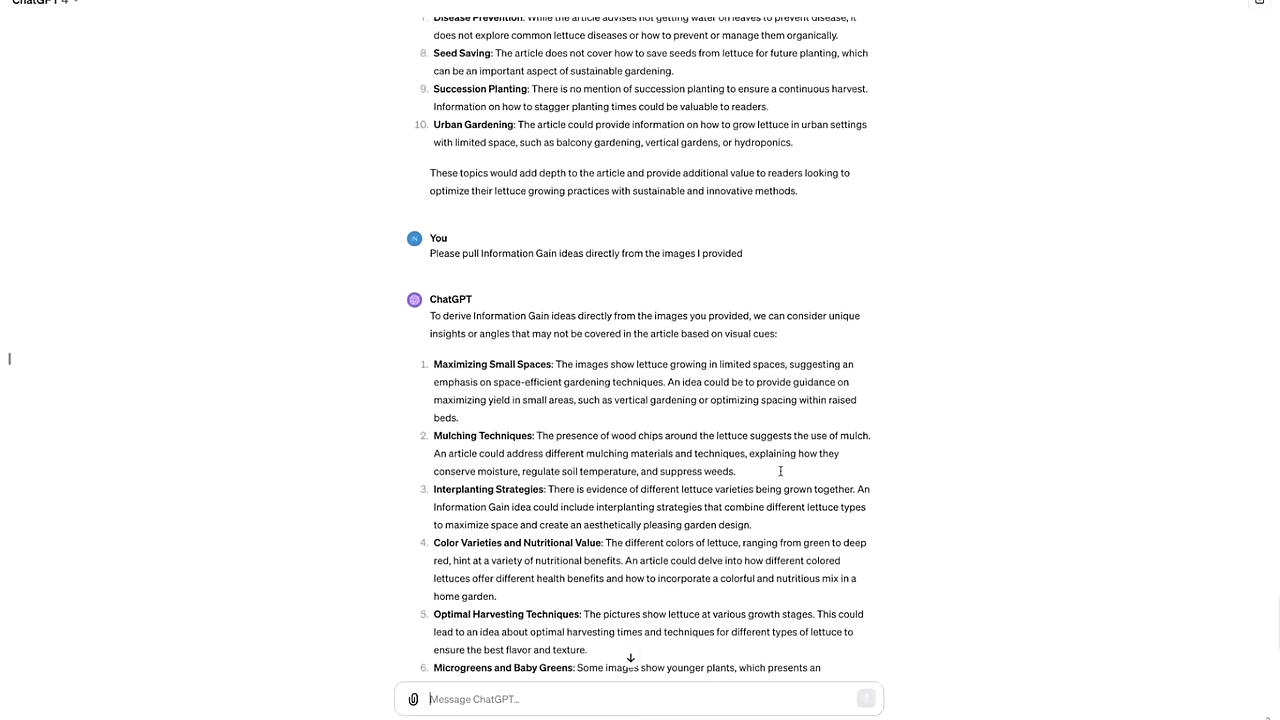 ChatGPT 4
7. Disease Prevention: While the article advises not getting water on leaves to prevent disease, it
does not explore common lettuce diseases or how to prevent or manage them organically.
8. Seed Saving: The article does not cover how to save seeds from lettuce for future planting, which
can be an important aspect of sustainable gardening.
9. Succession Planting: There is no mention of succession planting to ensure a continuous harvest.
Information on how to stagger planting times could be valuable to readers.
10. Urban Gardening: The article could provide information on how to grow lettuce in urban settings
with limited space, such as balcony gardening, vertical gardens, or hydroponics.
These topics would add depth to the article and provide additional value to readers looking to
optimize their lettuce growing practices with sustainable and innovative methods.
You
Please pull Information Gain ideas directly from the images I provided
ChatGPT
To derive Information Gain ideas directly from the images you provided, we can consider unique
insights or angles that may not be covered in the article based on visual cues:
1. Maximizing Small Spaces: The images show lettuce growing in limited spaces, suggesting an
emphasis on space-efficient gardening techniques. An idea could be to provide guidance on
maximizing yield in small areas, such as vertical gardening or optimizing spacing within raised
beds.
2. Mulching Techniques: The presence of wood chips around the lettuce suggests the use of mulch.
An article could address different mulching materials and techniques, explaining how they
conserve moisture, regulate soil temperature, and suppress weeds.
3. Interplanting Strategies: There is evidence of different lettuce varieties being grown together. An
Information Gain idea could include interplanting strategies that combine different lettuce types
to maximize space and create an aesthetically pleasing garden design.
4. Color Varieties and Nutritional Value: The different colors of lettuce, ranging from green to deep
red, hint at a variety of nutritional benefits. An article could delve into how different colored
lettuces offer different health benefits and how to incorporate a colorful and nutritious mix in a
home garden.
5. Optimal Harvesting Techniques: The pictures show lettuce at various growth stages. This could
lead to an idea about optimal harvesting times and techniques for different types of lettuce to
ensure the best flavor and texture.
6. Microgreens and Baby Greens: Some images show younger plants, which presents an
Message ChatGPT...